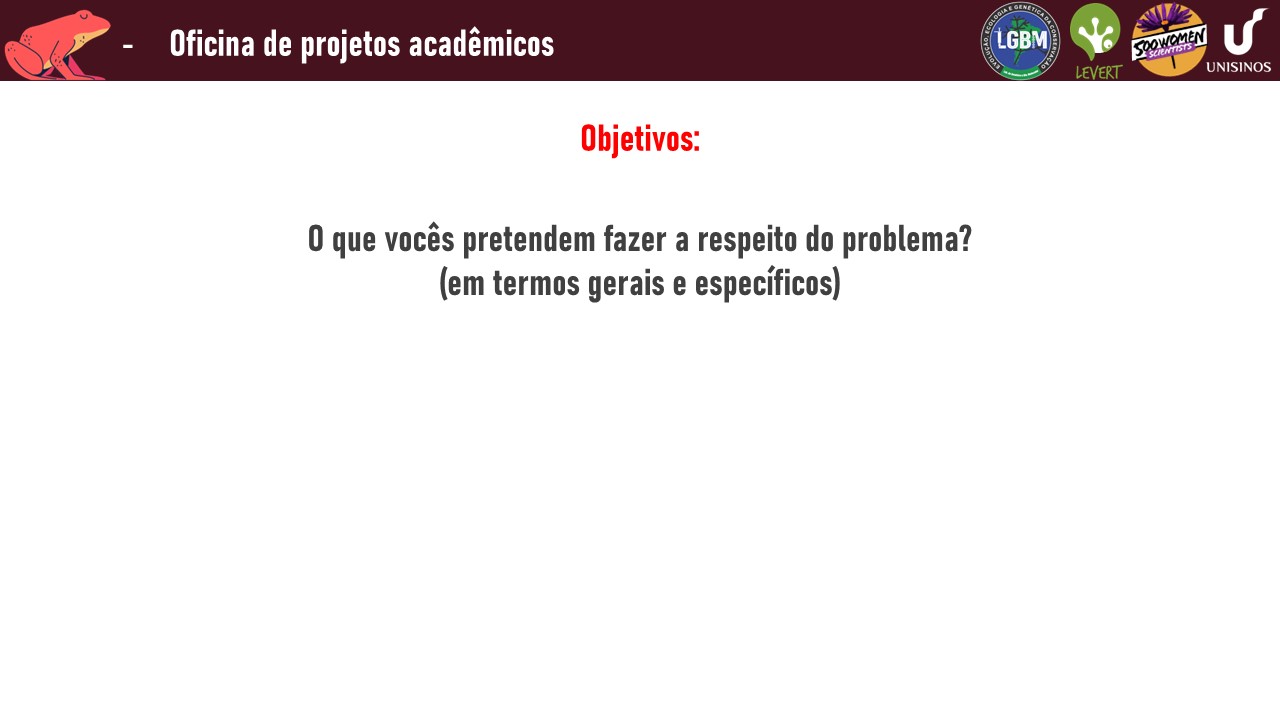 - Oficina de projetos acadêmicos
EVOLUÇÃO ECOLOGIA E GENÉTICA DA CONSERVAÇÃO
LGBM
LEVERT
500 WOMEN
SCIENTISTS
UNISINOS
Objetivos:
O que vocês pretendem fazer a respeito do problema?
(em termos gerais e específicos)